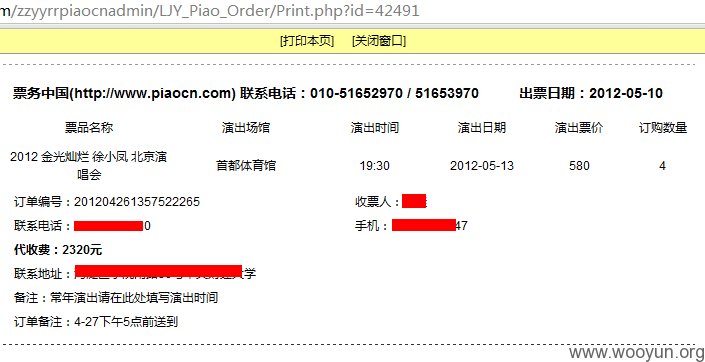 m/zzyyrrpiaocnadmin/LJY_Piao_Order/Print.php?id=42491
[打印本页] [关闭窗口]
票务中国(http://www.piaocn.com) 联系电话：010-51652970 / 51653970 出票日期：2012-05-10
票品名称 演出场馆 演出时间 演出日期 演出票价 订购数量
2012 金光灿烂 徐小凤 北京演唱会 首都体育馆 19:30 2012-05-13 580 4
订单编号：201204261357522265 收票人：
联系电话：0 手机：47
代收费：2320元
联系地址：大学
备注：常年演出请在此处填写演出时间
订单备注：4-27下午5点前送到
www.wooyun.org